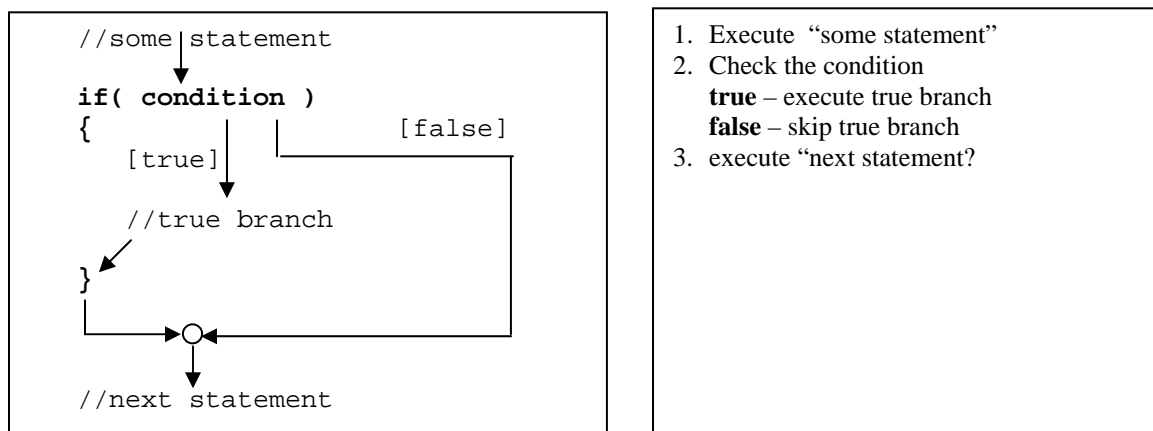 //some statement
if( condition )
{ [false]
[true]
//true branch
}
//next statement
1. Execute “some statement”
2. Check the condition
true – execute true branch
false – skip true branch
3. execute “next statement?